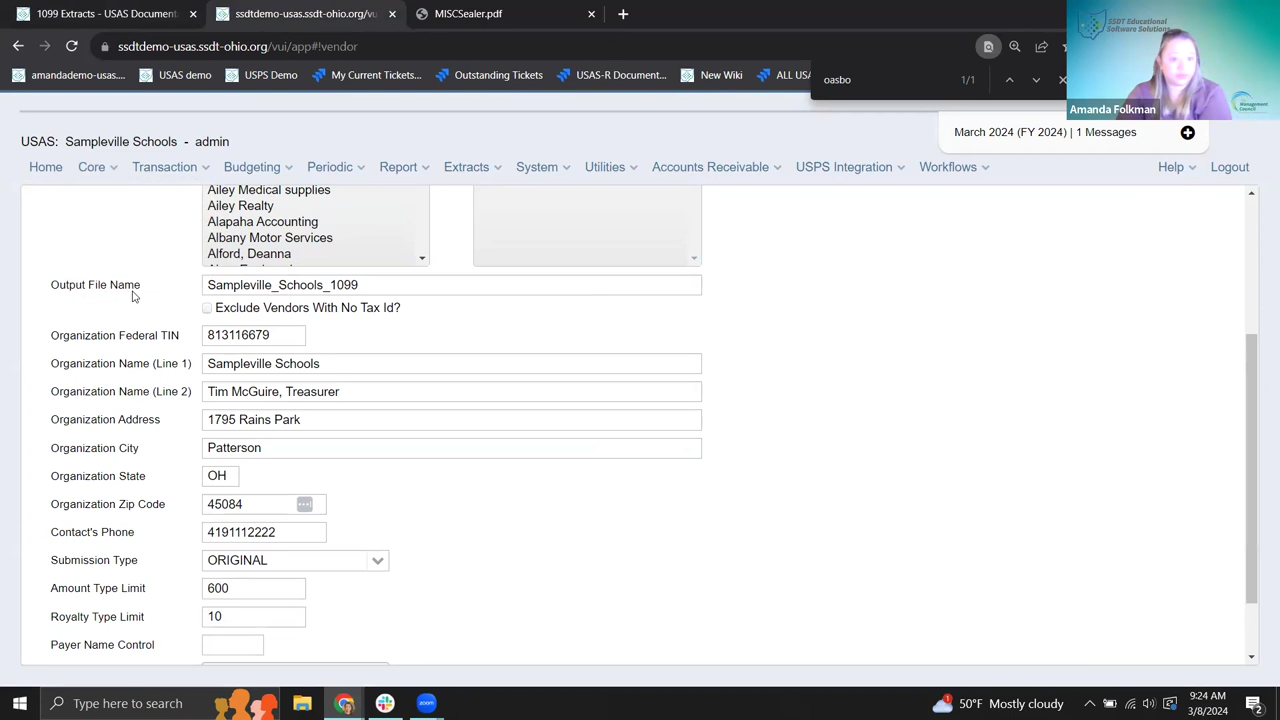 1099 Extracts - USAS Document
ssdtdemo-usas.ssdt-ohio.org/vu
MISCSealer.pdf
ssdtdemo-usas.ssdt-ohio.org/vui/app#!vendor
SSDT Educational
Software Solutions
amandademo-usas...
USAS demo
USPS Demo
My Current Tickets...
Outstanding Tickets
USAS-R Document...
New Wiki
ALL USA
oasbo
1/1
Management
Council
Amanda Folkman
USAS: Sampleville Schools - admin
March 2024 (FY 2024) | 1 Messages
Home
Core
Transaction
Budgeting
Periodic
Report
Extracts
System
Utilities
Accounts Receivable
USPS Integration
Workflows
Help
Logout
Ailey Medical supplies
Ailey Realty
Alapaha Accounting
Albany Motor Services
Alford, Deanna
Output File Name
Sampleville_Schools_1099
Exclude Vendors With No Tax Id?
Organization Federal TIN
813116679
Organization Name (Line 1)
Sampleville Schools
Organization Name (Line 2)
Tim McGuire, Treasurer
Organization Address
1795 Rains Park
Organization City
Patterson
Organization State
OH
Organization Zip Code
45084
Contact's Phone
4191112222
Submission Type
ORIGINAL
Amount Type Limit
600
Royalty Type Limit
10
Payer Name Control
Type here to search
zoom
1
50°F Mostly cloudy
9:24 AM
3/8/2024
2